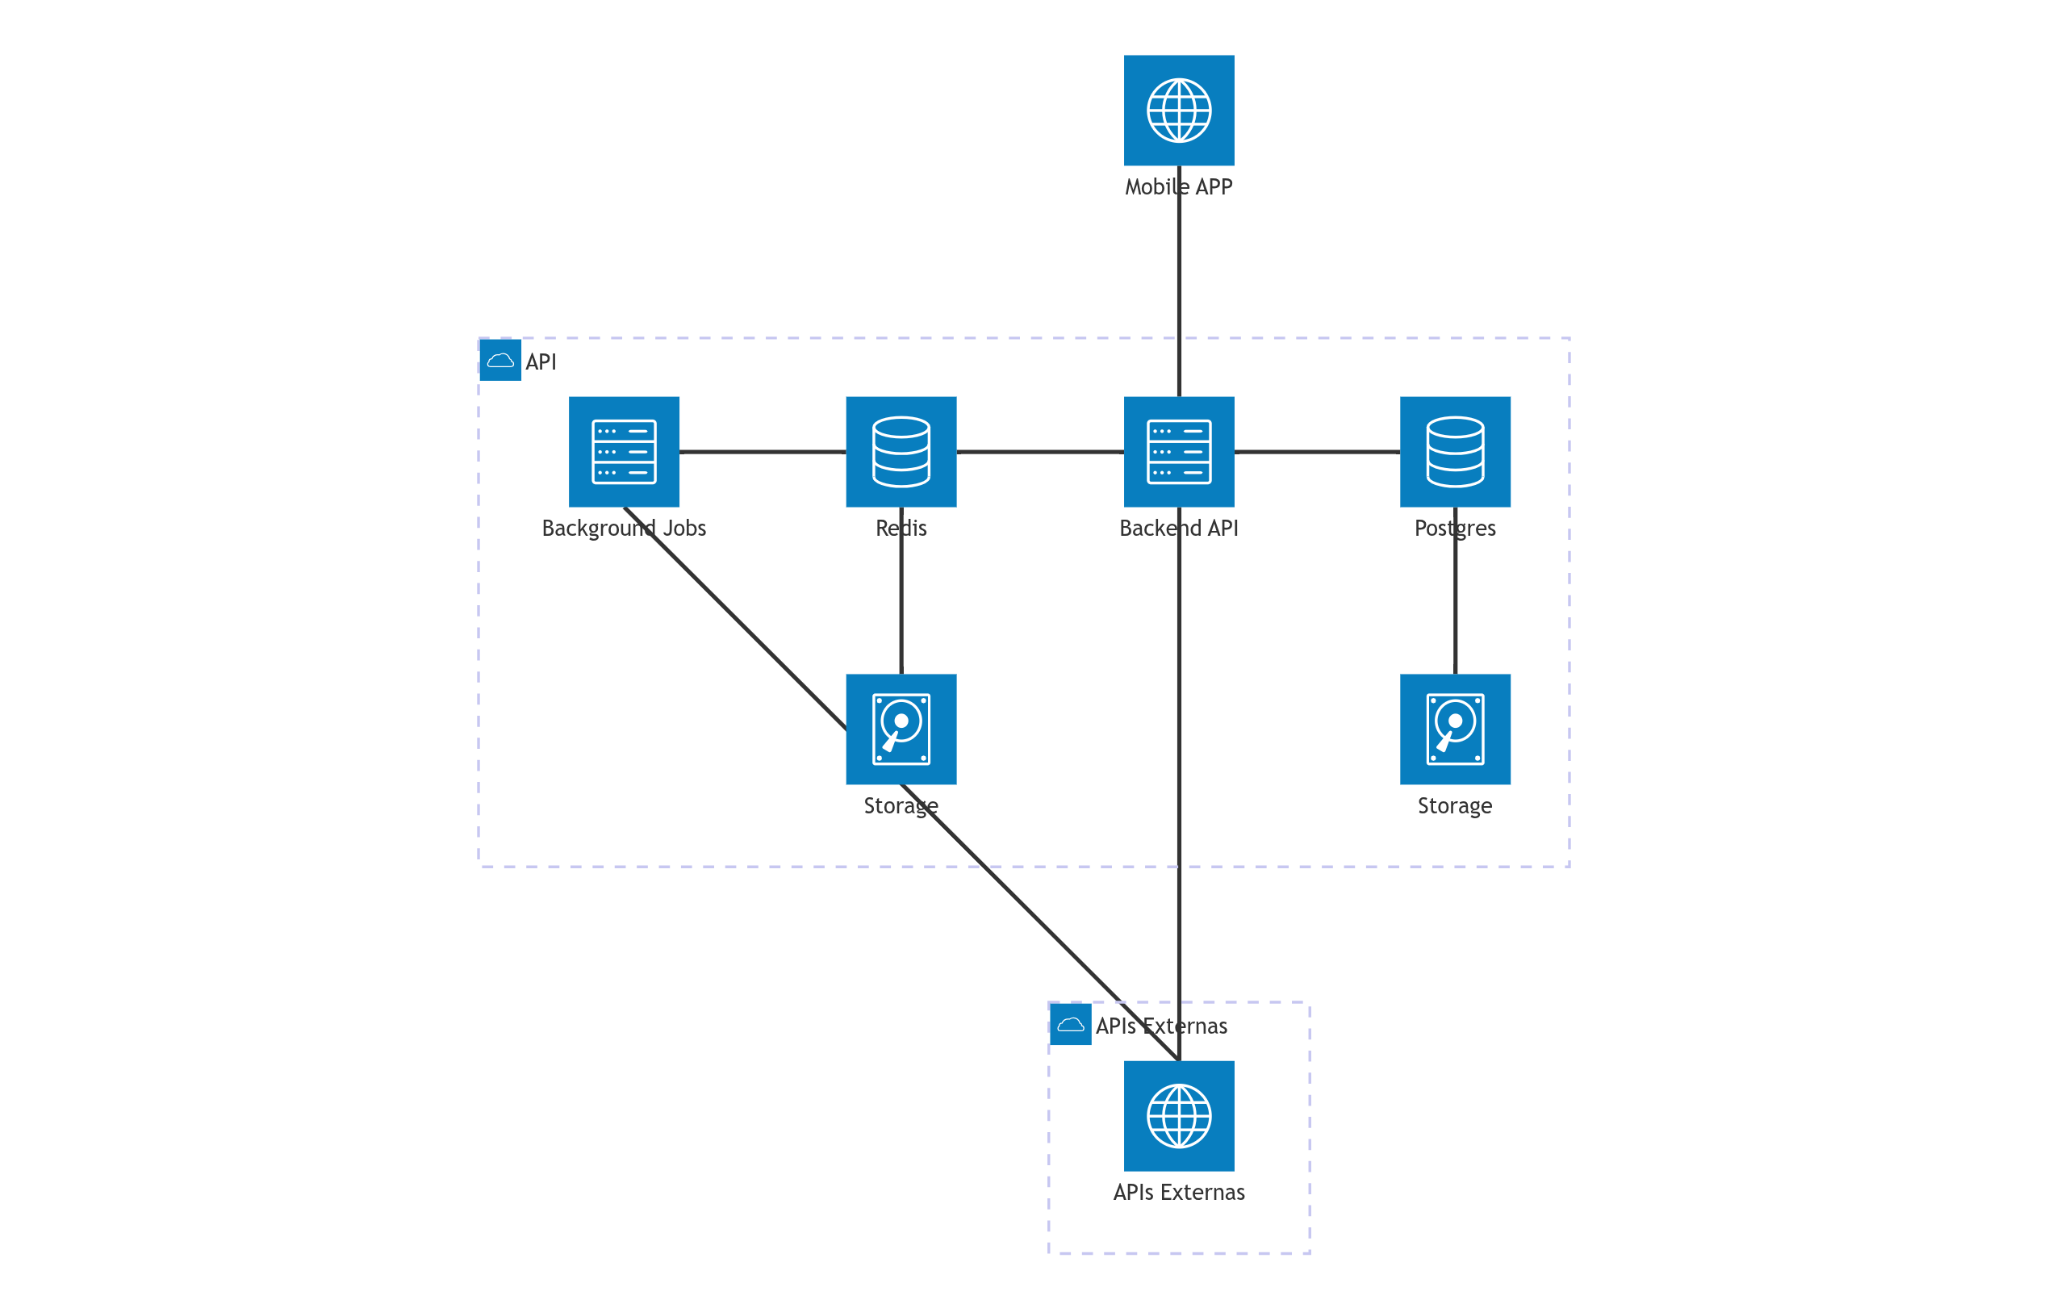 Mobile APP
API
Background Jobs
Redis
Backend API
Postgres
Storage
Storage
APIs Externas
APIs Externas